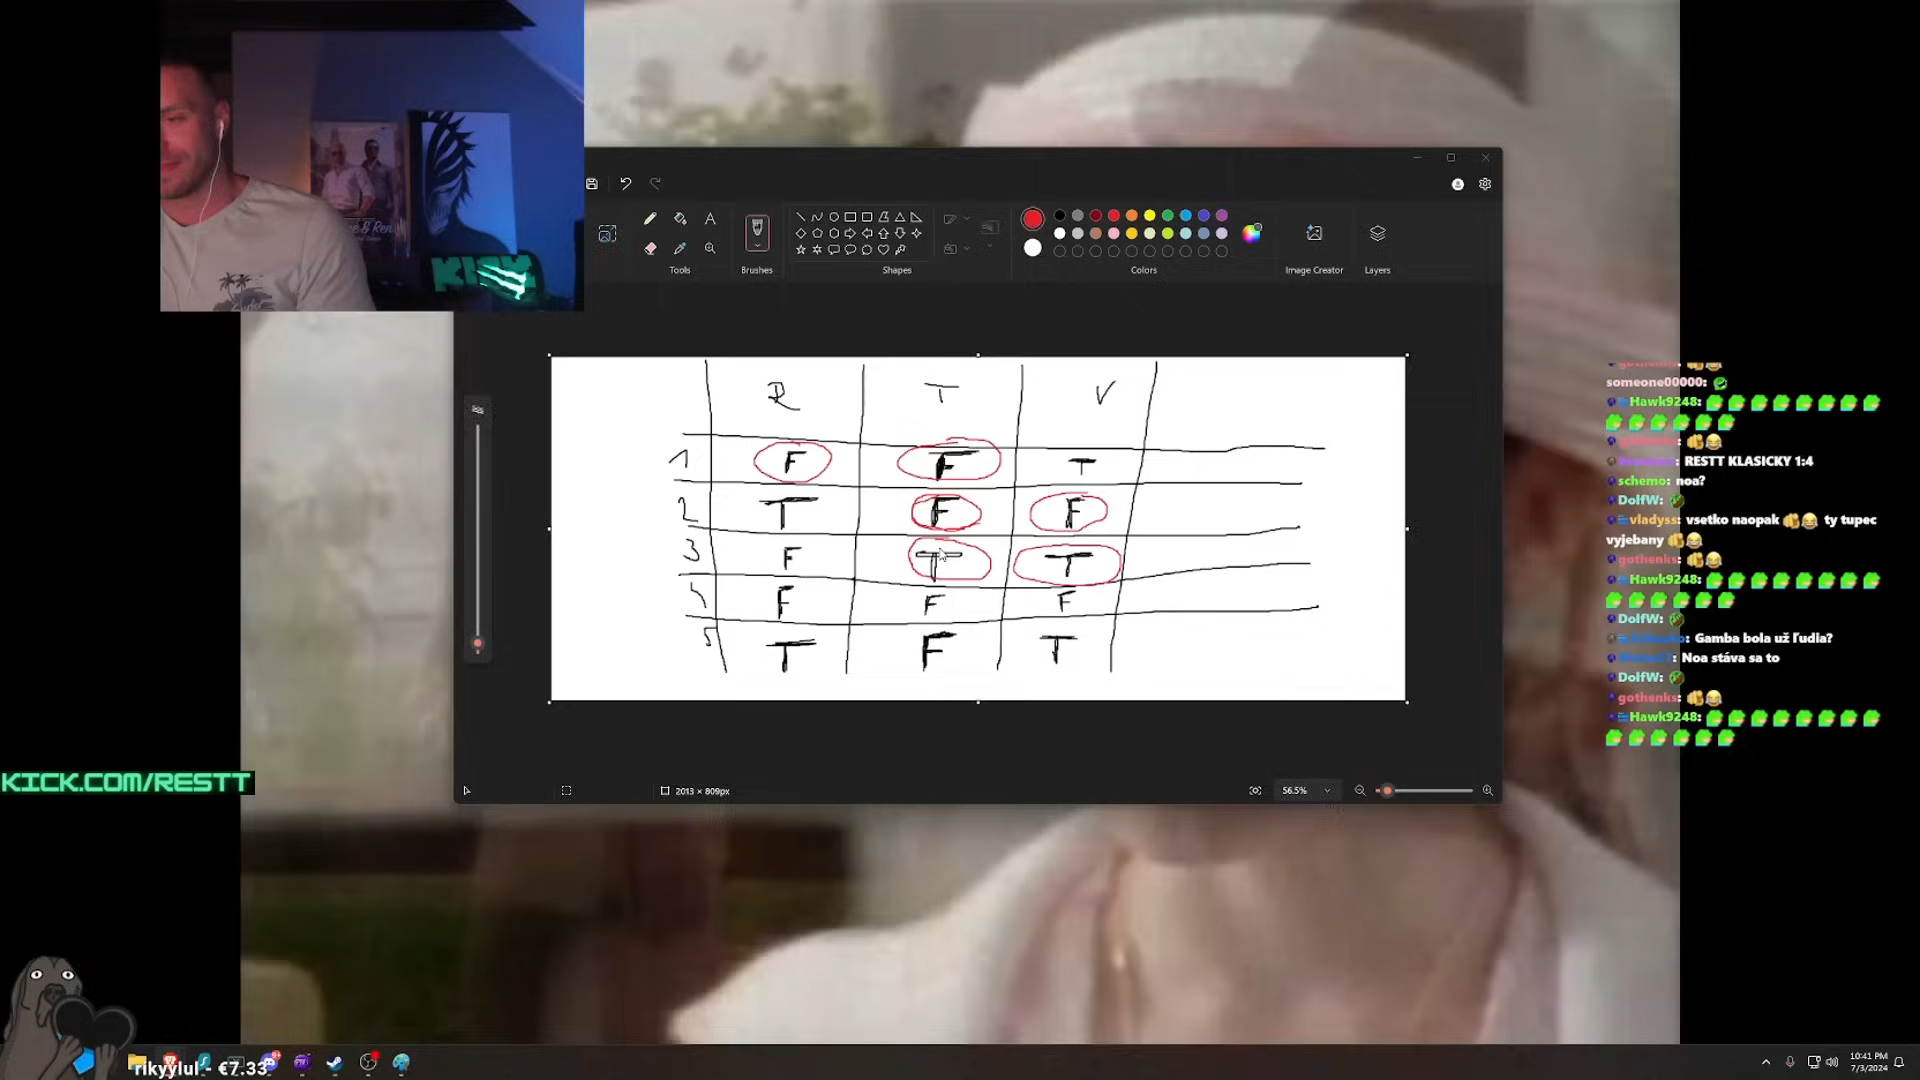 KICK
Tools
Brushes
Shapes
Colors
Image Creator
Layers
R T V
1 F F T
2 T F F
3 F T T
F F F
5 T F T
2013 × 809px
56.5%
someone00000:
Hawk9248:
gothenks:
RESTT KLASICKY 1:4
schemo: noa?
DolfW:
vladyss: vsetko naopak ty tupec
vyjebany
gothenks:
Hawk9248:
DolfW:
Gamba bola už ľudia?
: Noa stáva sa to
DolfW:
gothenks:
Hawk9248:
KICK.COM/RESTT
rikyylul - €7.33
10:41 PM
7/3/2024